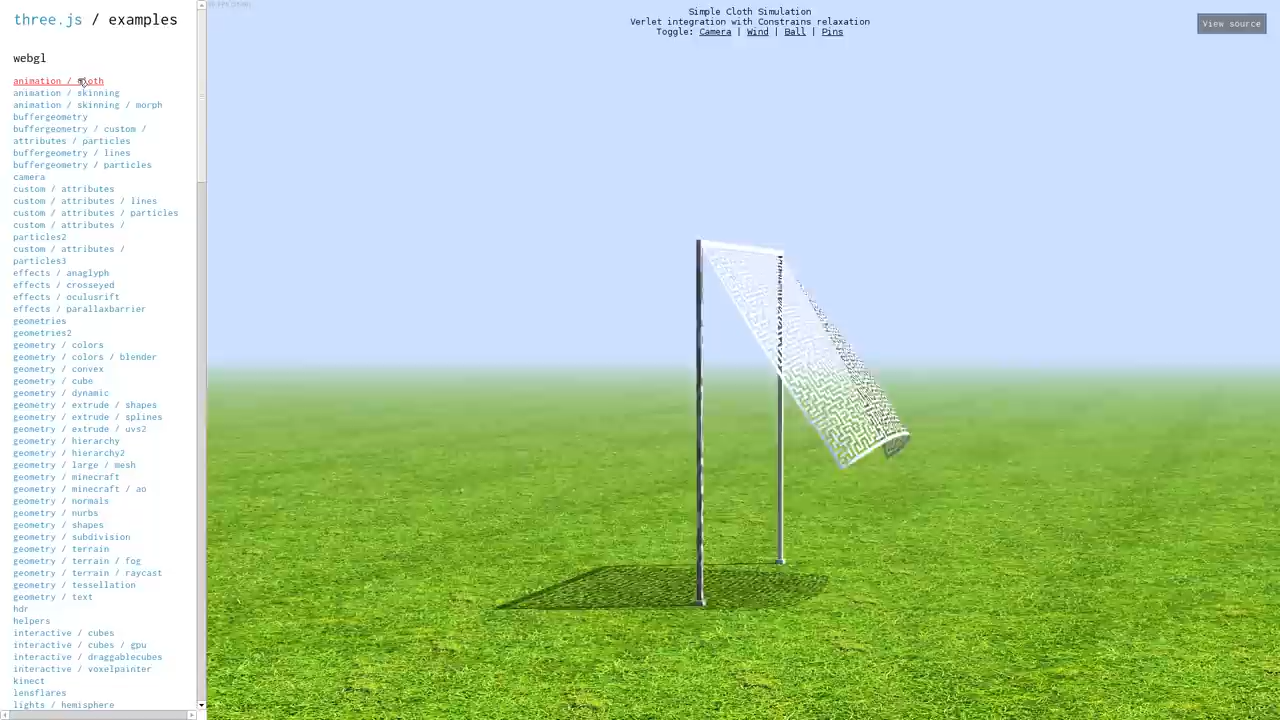 three.js / examples
webgl
animation / cloth
animation / skinning
animation / skinning / morph
buffergeometry
buffergeometry / custom /
attributes / particles
buffergeometry / lines
buffergeometry / particles
camera
custom / attributes
custom / attributes / lines
custom / attributes / particles
custom / attributes /
particles2
custom / attributes /
particles3
effects / anaglyph
effects / crosseyed
effects / oculusrift
effects / parallaxbarrier
geometries
geometries2
geometry / colors
geometry / colors / blender
geometry / convex
geometry / cube
geometry / dynamic
geometry / extrude / shapes
geometry / extrude / splines
geometry / extrude / uvs2
geometry / hierarchy
geometry / hierarchy2
geometry / large / mesh
geometry / minecraft
geometry / minecraft / ao
geometry / normals
geometry / nurbs
geometry / shapes
geometry / subdivision
geometry / terrain
geometry / terrain / fog
geometry / terrain / raycast
geometry / tessellation
geometry / text
hdr
helpers
interactive / cubes
interactive / cubes / gpu
interactive / draggablecubes
interactive / voxelpainter
kinect
lensflares
lights / hemisphere
Simple Cloth Simulation
Verlet integration with Constrains relaxation
Toggle: Camera | Wind | Ball | Pins
View source